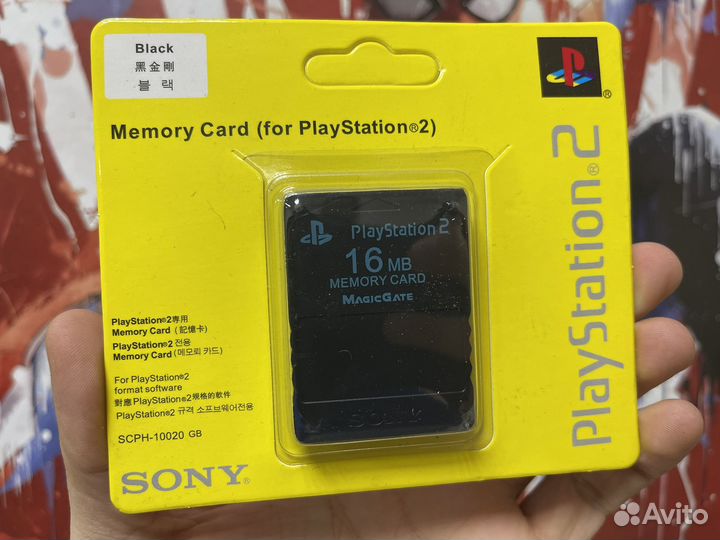 Black
黑金剛
블랙
Memory Card (for PlayStation®2)
PlayStation 2
16 MB
MEMORY CARD
MAGICGATE
PlayStation®2專用
Memory Card (記憶卡)
PlayStation®2 전용
Memory Card (메모리 카드)
For PlayStation®2
format software
對應PlayStation®2規格的軟件
PlayStation®2 규격 소프트웨어전용
SCPH-10020 GB
SONY®
PlayStation®2
®
Avito